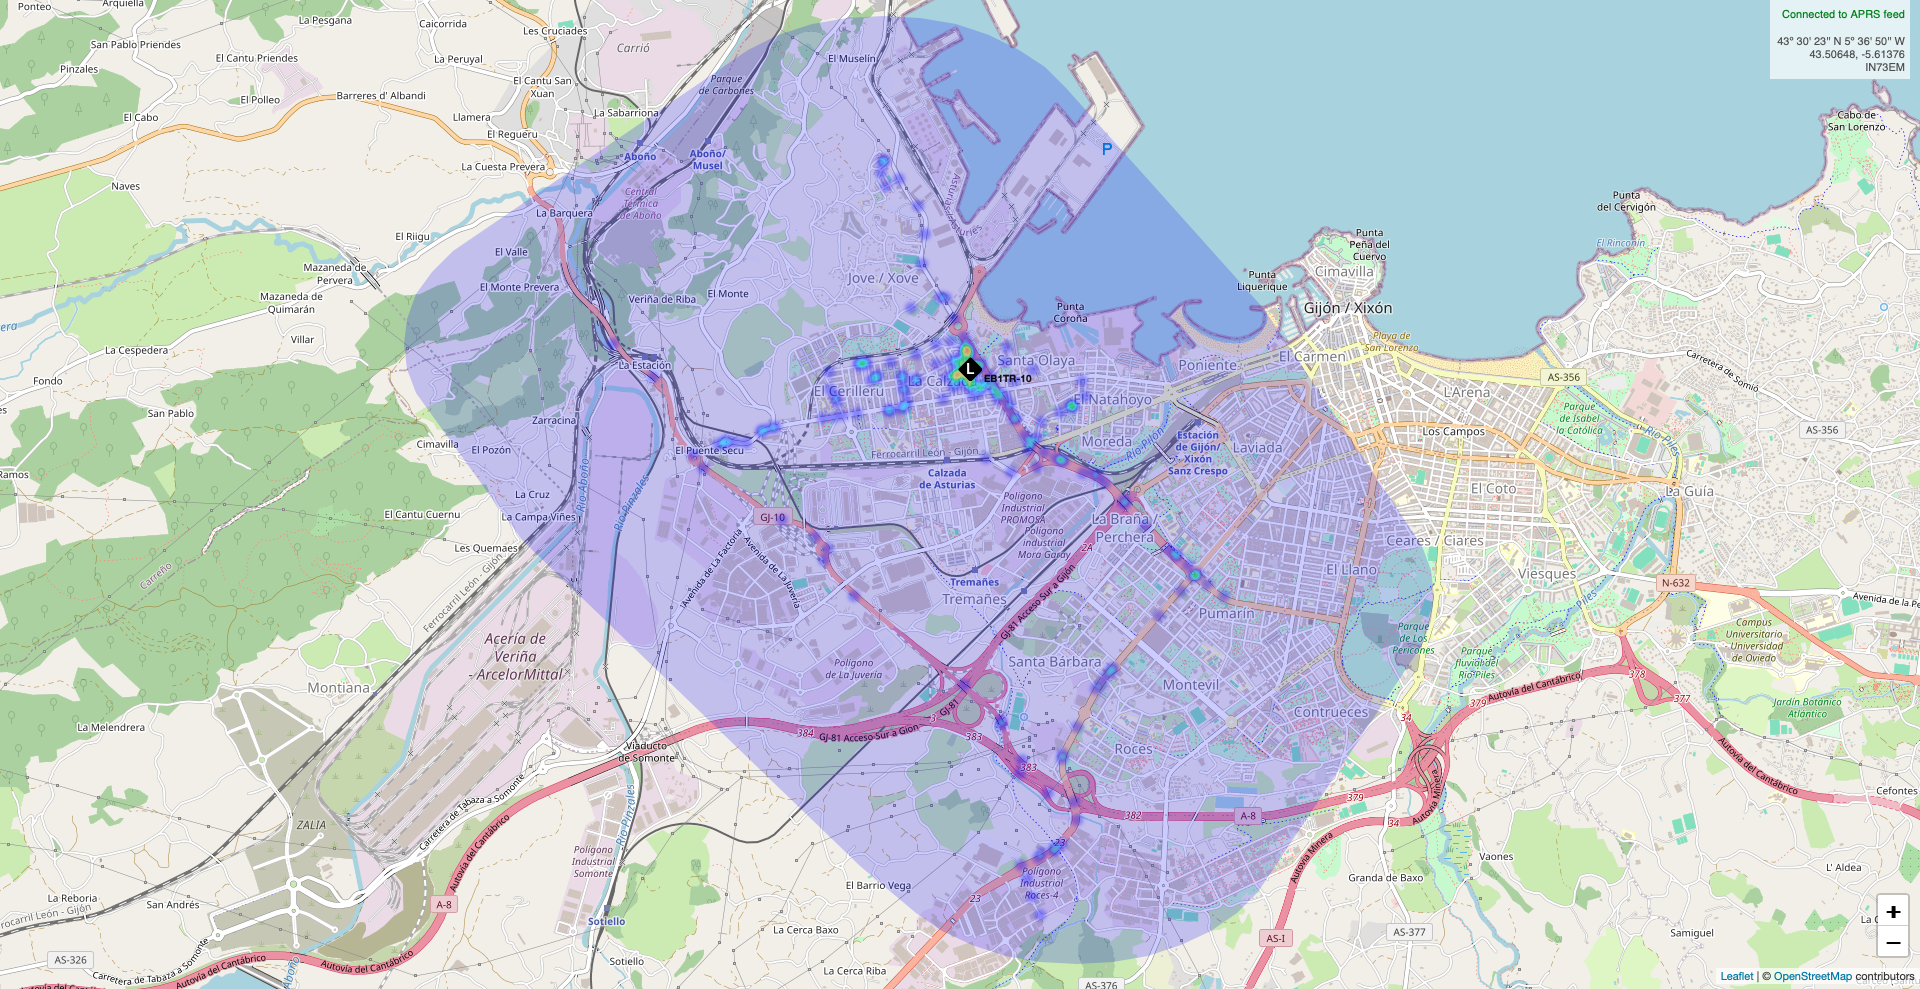 Connected to APRS feed
43° 30' 23" N 5° 36' 50" W
43.50648, -5.61376
IN73EM
Ponteo
Arquiella
La Pesgana
Caicorrida
Les Cruciades
San Pablo Priendes
Carrió
El Muselín
Pinzales
El Cantu Priendes
La Peruyal
El Cantu San
Xuan
Parque
de Carbones
El Polleo
Barreres d' Albandi
El Cabo
Llamera
La Sabarriona
El Regueru
Cabo de
San Lorenzo
P
La Cuesta Prevera
Aboño
Aboño/
Musel
Naves
Central
Térmica
de Aboño
Asturias/Asturies
Punta
del Cervigón
La Barquera
El Riigu
Punta
Peña del
Cuervo
El Rinconín
El Valle
Mazaneda de
Pervera
Jove / Xove
Punta
Liquerique
Cimavilla
El Monte Prevera
El Monte
Mazaneda de
Quimarán
Veriña de Riba
Punta
Coroña
Gijón / Xixón
Villar
La Cespedera
La Estación
Santa Olaya
Poniente
El Carmen
Playa de
San Lorenzo
Carretera de Somió
Fondo
El Cerilleru
La Calzada
L
EB1TR-10
AS-356
San Pablo
El Natahoyo
L'Arena
Parque
de Isabel
la Católica
Zarracina
Los Campos
AS-356
Cimavilla
El Pozón
El Puente Secu
Ferrocarril León - Gijón
Moreda
Río Pilón
Estación
de Gijón/
Xixón
Sanz Crespo
Laviada
Río Piles
Ramos
Calzada
de Asturias
La Cruz
Río Aboño
Río Pinzales
Polígono
Industrial
PROMOSA
El Coto
La Guía
El Cantu Cuernu
La Campa Viñes
GJ-10
La Braña /
Perchera
Les Quemaes
Avenida de La Factoría
Avenida de La Juvería
Polígono
industrial
Mora Garay
2A
Ceares / Ciares
Carreño
Ferrocarril León - Gijón
Tremañes
El Llano
Viesques
N-632
Tremañes
Pumarín
Piles
Avenida de la Pe
GJ-81 Acceso Sur a Gijón
Acería de
Veriña
- ArcelorMittal
Polígono
de La Juvería
Santa Bárbara
Parque
de Los
Pericones
Parque
fluvial del
Río Piles
Campus
Universitario
Universidad
de Oviedo
Montiana
Montevil
378
377
379
Autovía del Cantábrico
La Melendrera
GJ-81
3
Contrueces
34
Jardín Botánico
Atlántico
384
GJ-81 Acceso Sur a Gion
383
Viaducto
de Somonte
Roces
383
Autovía del Cantábrico
Autovía Minera
Cefontes
379
382
A-8
ZALIA
Carretera de Tabaza a Somonte
34
Autovía Minera
Autovía del Cantábrico
Río Pinzales
Polígono
Industrial
Somonte
23
Vaones
L' Aldea
Polígono
Industrial
Roces-4
Granda de Baxo
La Reboria
San Andrés
A-8
El Barrio Vega
23
Sotiello
Ferrocarril León - Gijón
La Cerca Baxo
AS-I
AS-377
Samiguel
AS-326
Carretera de Tabaza a Somonte
Autovía del Cantábrico
Autovía del Cantábrico
Aboño
Sotiello
La Cerca Riba
AS-376
+
−
Leaflet | © OpenStreetMap contributors